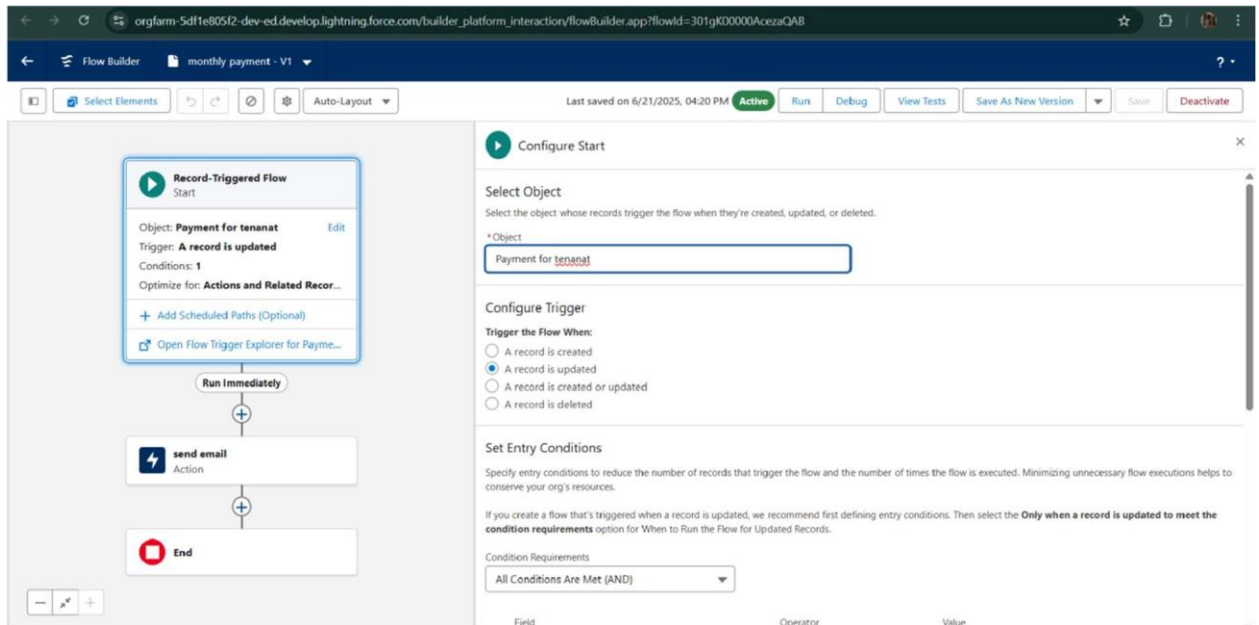 orgfarm-5df1e805f2-dev-ed.develop.lightning.force.com/builder_platform_interaction/flowBuilder.app?flowId=301gK00000AcezaQAB
Flow Builder monthly payment - V1 ?
Select Elements Auto-Layout Last saved on 6/21/2025, 04:20 PM Active Run Debug View Tests Save As New Version Save Deactivate
Record-Triggered Flow
Start
Object: Payment for tenanat Edit
Trigger: A record is updated
Conditions: 1
Optimize for: Actions and Related Recor...
+ Add Scheduled Paths (Optional)
Open Flow Trigger Explorer for Payme...
Run Immediately
send email
Action
End
Configure Start
Select Object
Select the object whose records trigger the flow when they're created, updated, or deleted.
*Object
Payment for tenanat
Configure Trigger
Trigger the Flow When:
A record is created
A record is updated
A record is created or updated
A record is deleted
Set Entry Conditions
Specify entry conditions to reduce the number of records that trigger the flow and the number of times the flow is executed. Minimizing unnecessary flow executions helps to
conserve your org's resources.
If you create a flow that's triggered when a record is updated, we recommend first defining entry conditions. Then select the Only when a record is updated to meet the
condition requirements option for When to Run the Flow for Updated Records.
Condition Requirements
All Conditions Are Met (AND)
Field Operator Value